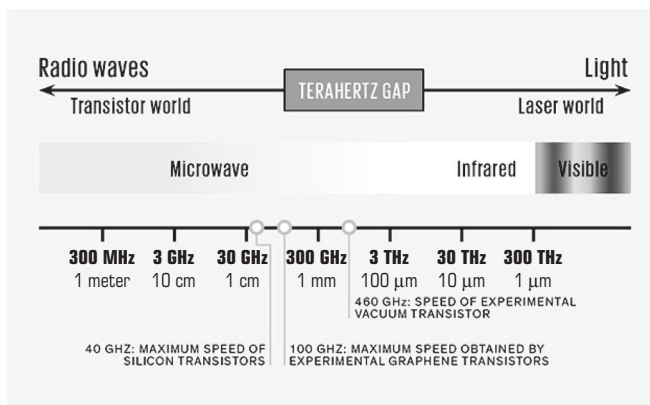 Radio waves
Light
TERAHERTZ GAP
Transistor world
Laser world
Microwave
Infrared
Visible
300 MHz 3 GHz 30 GHz 300 GHz 3 THz 30 THz 300 THz
1 meter 10 cm 1 cm 1 mm 100 µm 10 µm 1 µm
460 GHZ: SPEED OF EXPERIMENTAL
VACUUM TRANSISTOR
40 GHZ: MAXIMUM SPEED OF
SILICON TRANSISTORS
100 GHZ: MAXIMUM SPEED OBTAINED BY
EXPERIMENTAL GRAPHENE TRANSISTORS